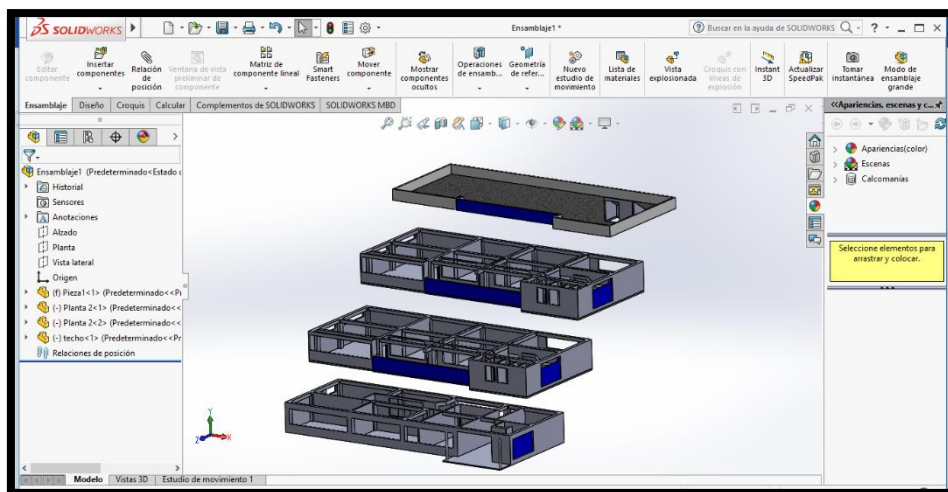 SOLIDWORKS
Ensamblaje1 *
Buscar en la ayuda de SOLIDWORKS
Editar componente
Insertar componentes
Relación de posición
Ventana de vista preliminar de componente
Matriz de componente lineal
Smart Fasteners
Mover componente
Mostrar componentes ocultos
Operaciones de ensamb...
Geometría de refer...
Nuevo estudio de movimiento
Lista de materiales
Vista explosionada
Croquis con líneas de explosión
Instant 3D
Actualizar SpeedPak
Tomar instantánea
Modo de ensamblaje grande
Ensamblaje
Diseño
Croquis
Calcular
Complementos de SOLIDWORKS
SOLIDWORKS MBD
Ensamblaje1 (Predeterminado<Estado d
Historial
Sensores
Anotaciones
Alzado
Planta
Vista lateral
Origen
(f) Pieza1<1> (Predeterminado<<Pr
(-) Planta 2<1> (Predeterminado<<
(-) Planta 2<2> (Predeterminado<<
(-) techo<1> (Predeterminado<<Pr
Relaciones de posición
Y
X
Z
Apariencias, escenas y c...
Apariencias(color)
Escenas
Calcomanías
Seleccione elementos para
arrastrar y colocar.
Modelo
Vistas 3D
Estudio de movimiento 1